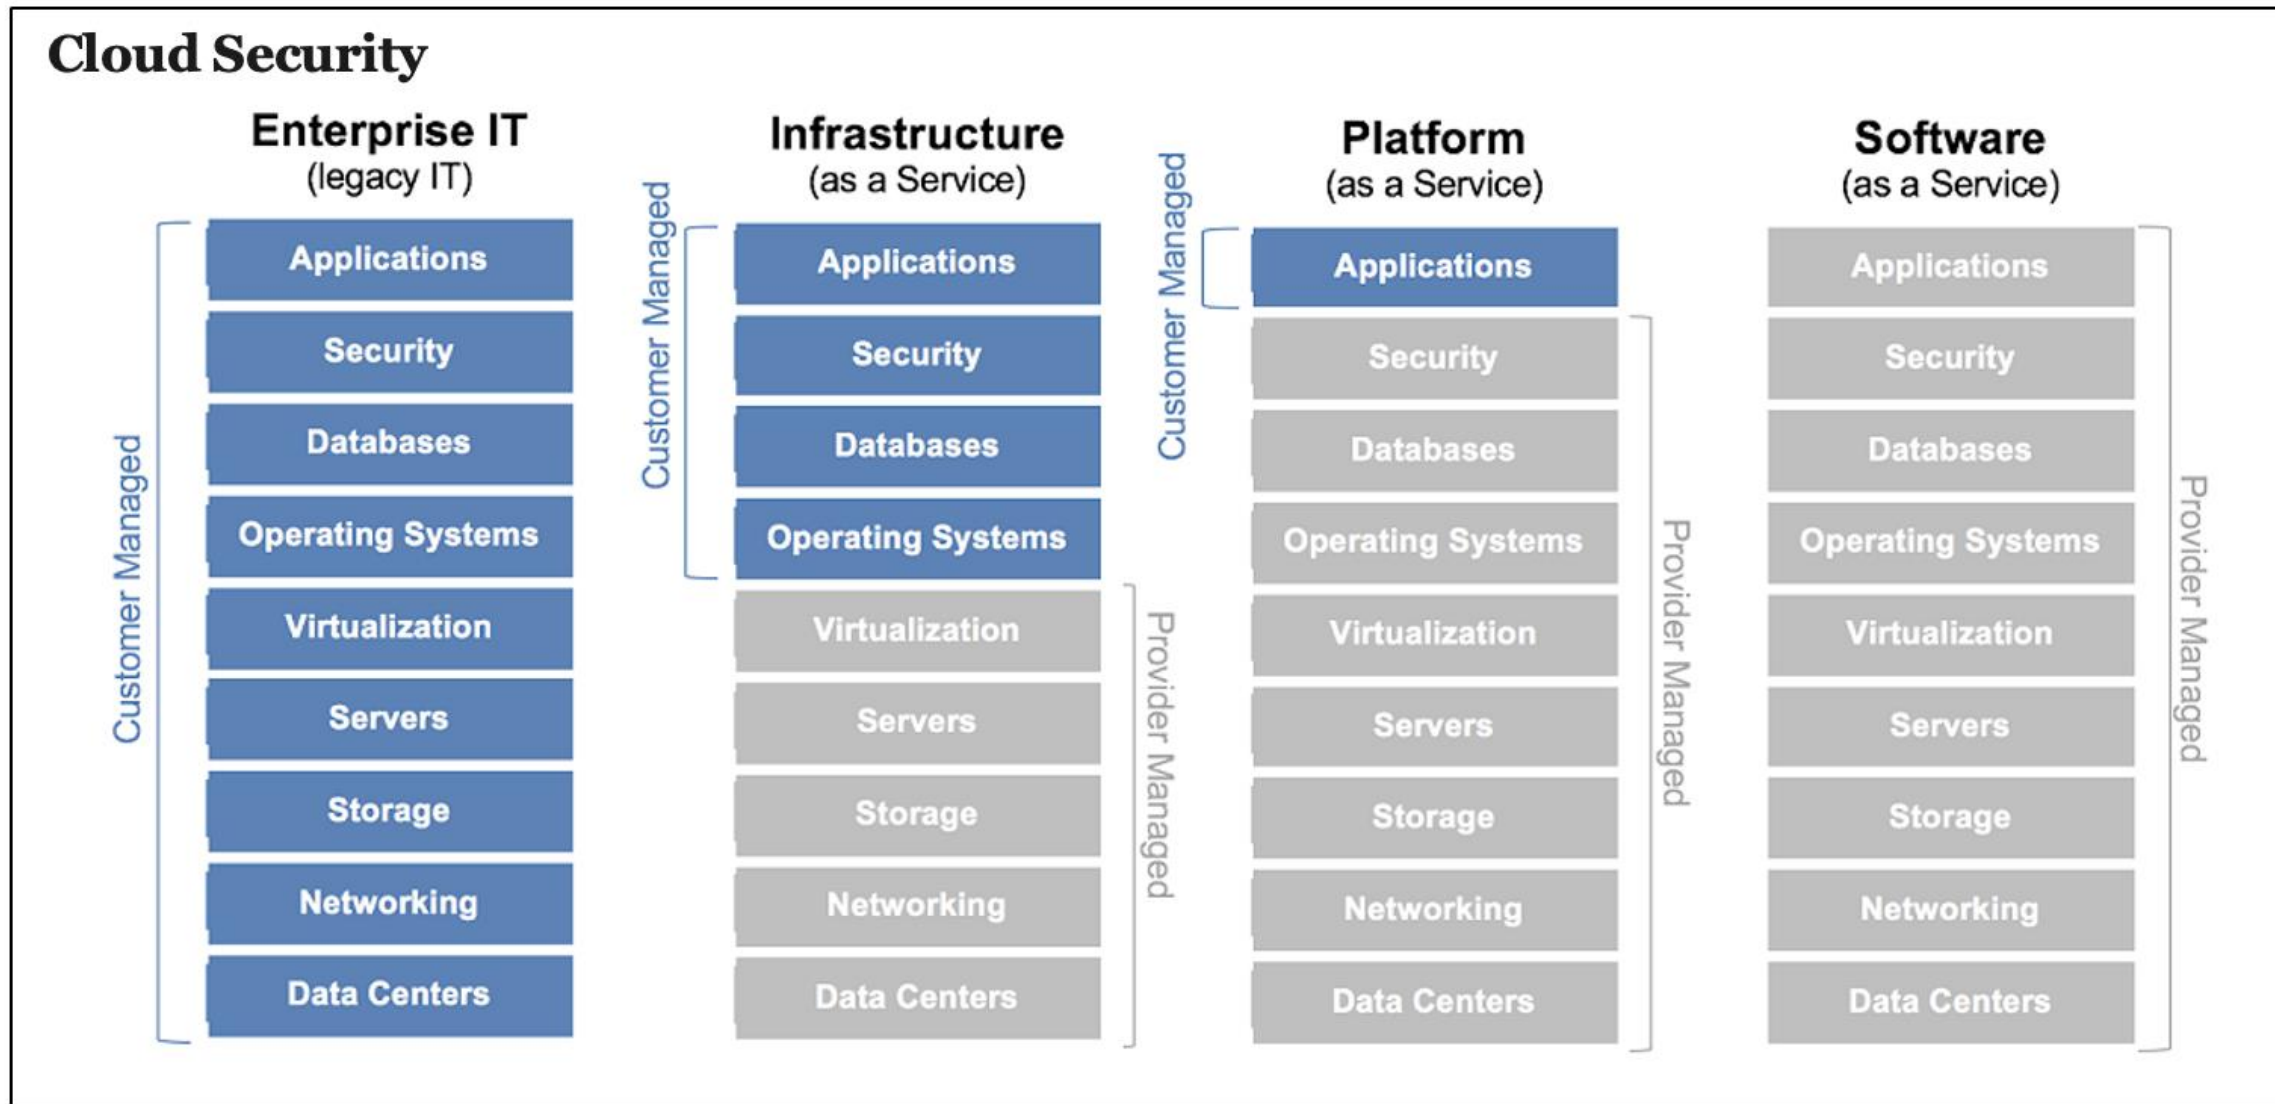 Cloud Security
Enterprise IT
(legacy IT)
Customer Managed
Applications
Security
Databases
Operating Systems
Virtualization
Servers
Storage
Networking
Data Centers
Infrastructure
(as a Service)
Customer Managed
Applications
Security
Databases
Operating Systems
Virtualization
Servers
Storage
Networking
Data Centers
Provider Managed
Platform
(as a Service)
Customer Managed
Applications
Security
Databases
Operating Systems
Virtualization
Servers
Storage
Networking
Data Centers
Provider Managed
Software
(as a Service)
Applications
Security
Databases
Operating Systems
Virtualization
Servers
Storage
Networking
Data Centers
Provider Managed